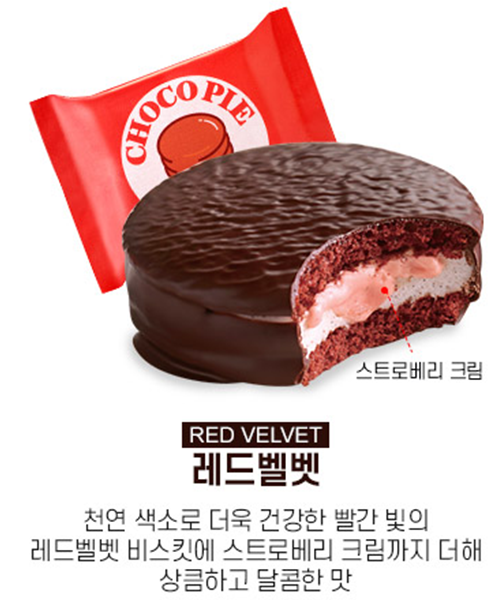 CHOCO PIE
스트로베리 크림
RED VELVET
레드벨벳
천연 색소로 더욱 건강한 빨간 빛의
레드벨벳 비스킷에 스트로베리 크림까지 더해
상큼하고 달콤한 맛